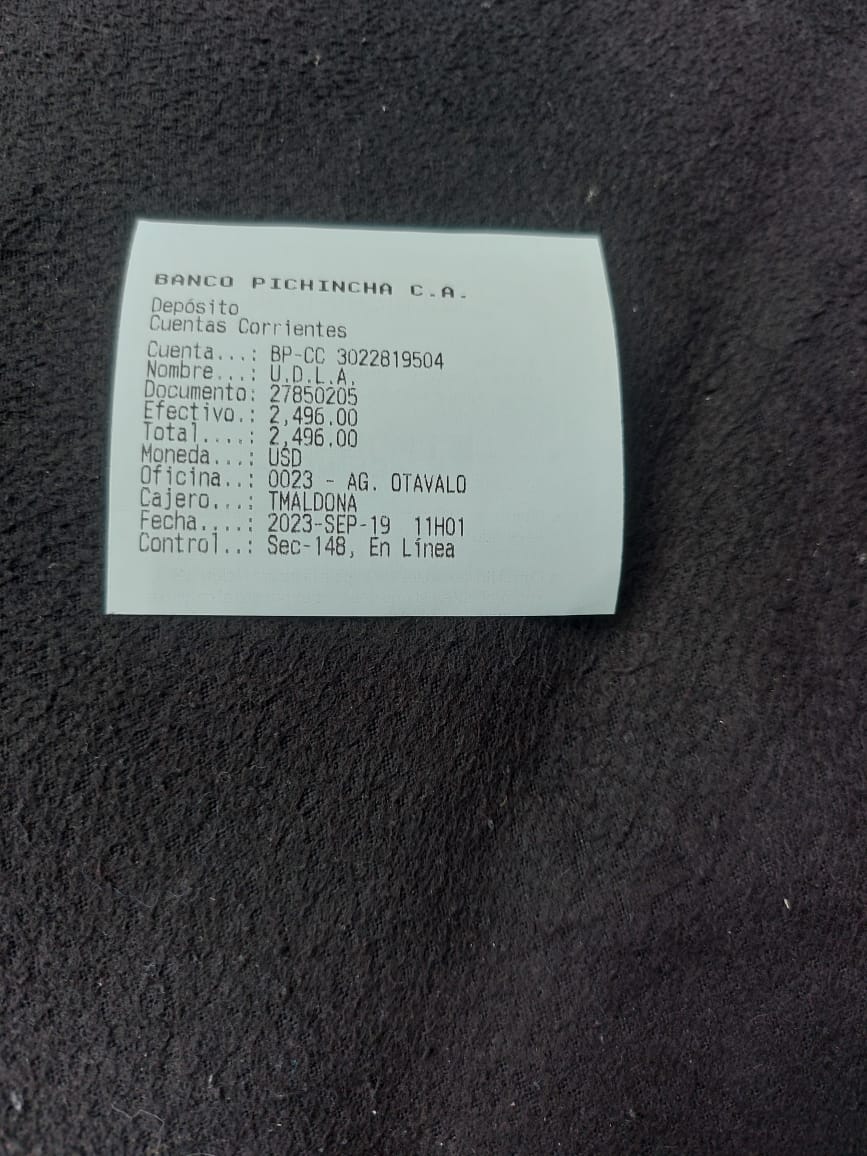 BANCO PICHINCHA C.A.
Depósito
Cuentas Corrientes
Cuenta...: BP-CC 3022819504
Nombre...: U.D.L.A.
Documento: 27850205
Efectivo.: 2,496.00
Total....: 2,496.00
Moneda...: USD
Oficina..: 0023 - AG. OTAVALO
Cajero...: TMALDONA
Fecha....: 2023-SEP-19 11H01
Control..: Sec-148, En Línea